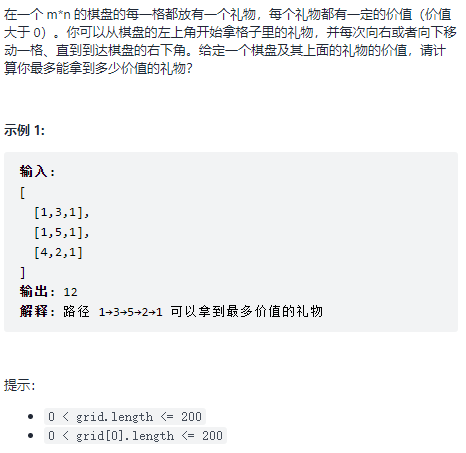 在一个 m*n 的棋盘的每一格都放有一个礼物，每个礼物都有一定的价值（价值
大于 0）。你可以从棋盘的左上角开始拿格子里的礼物，并每次向右或者向下移
动一格、直到到达棋盘的右下角。给定一个棋盘及其上面的礼物的价值，请计
算你最多能拿到多少价值的礼物？
示例 1:
输入:
[
[1,3,1],
[1,5,1],
[4,2,1]
]
输出: 12
解释: 路径 1→3→5→2→1 可以拿到最多价值的礼物
提示：
• 0 < grid.length <= 200
• 0 < grid[0].length <= 200